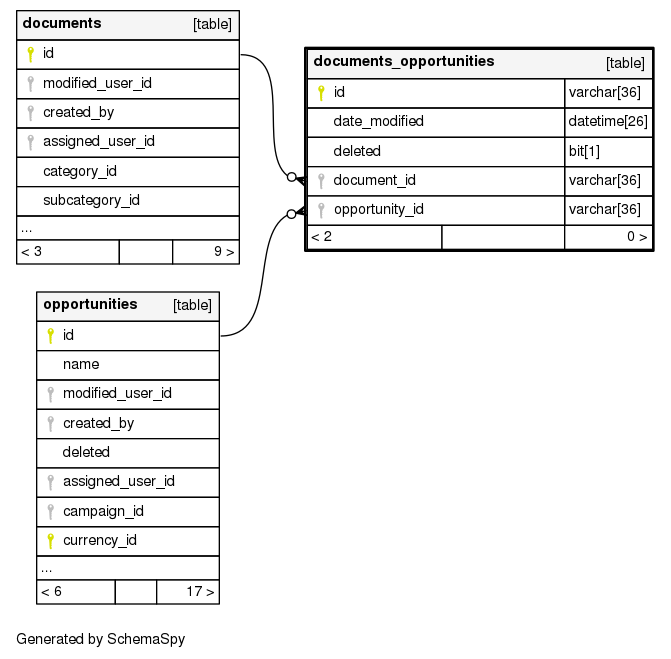 documents [table]
id
modified_user_id
created_by
assigned_user_id
category_id
subcategory_id
...
< 3 9 >
documents_opportunities [table]
id varchar[36]
date_modified datetime[26]
deleted bit[1]
document_id varchar[36]
opportunity_id varchar[36]
< 2 0 >
opportunities [table]
id
name
modified_user_id
created_by
deleted
assigned_user_id
campaign_id
currency_id
...
< 6 17 >
Generated by SchemaSpy